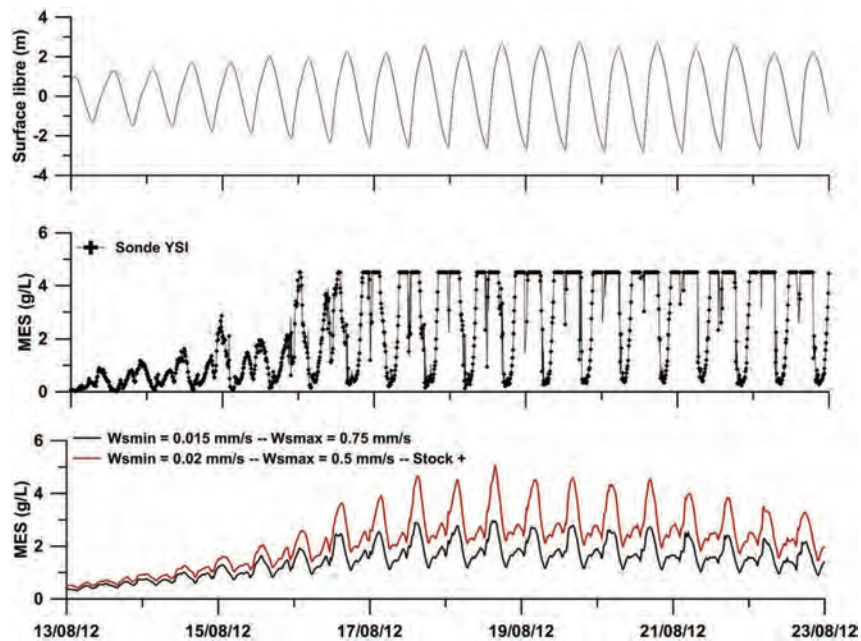 4
2
0
-2
-4
Surface libre (m)
6
4
2
0
MES (g/L)
Sonde YSI
6
4
2
0
MES (g/L)
Wsmin = 0.015 mm/s -- Wsmax = 0.75 mm/s
Wsmin = 0.02 mm/s -- Wsmax = 0.5 mm/s -- Stock +
13/08/12 15/08/12 17/08/12 19/08/12 21/08/12 23/08/12